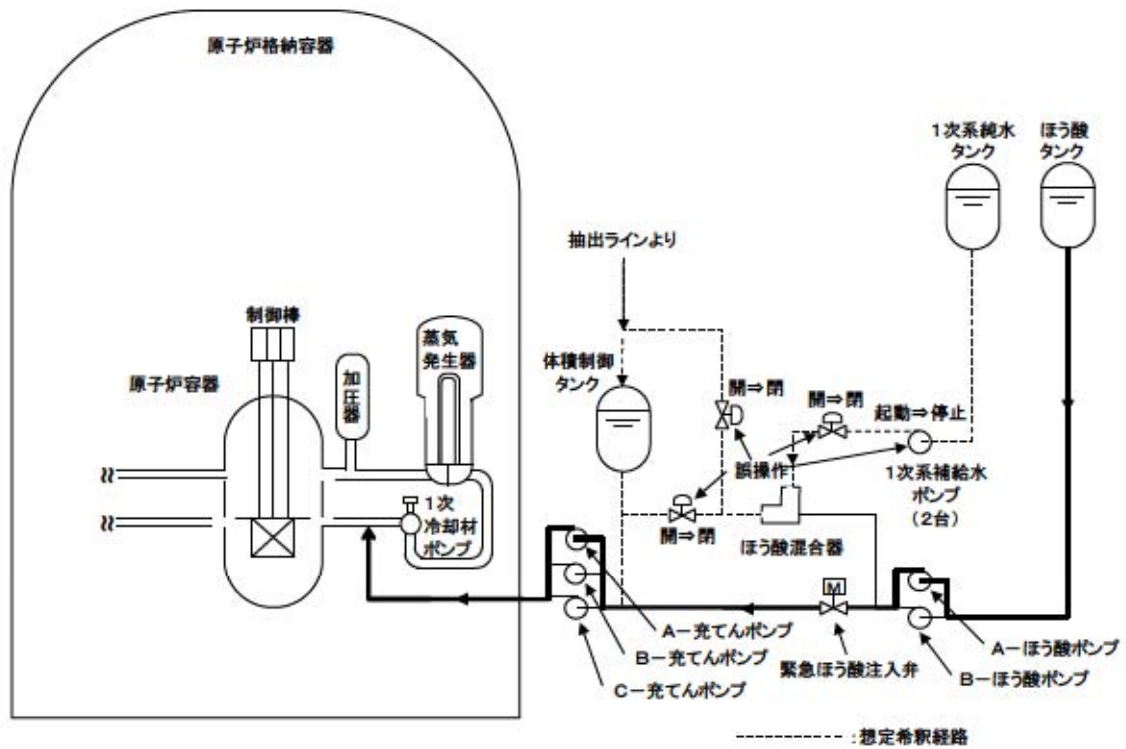 原子炉格納容器
1次系純水
タンク
ほう酸
タンク
抽出ラインより
制御棒
蒸気
発生器
原子炉容器
加圧器
体積制御
タンク
開⇒閉
開⇒閉
起動⇒停止
誤操作
1次系補給水
ポンプ
(2台)
1次
冷却材
ポンプ
開⇒閉
ほう酸混合器
M
A-充てんポンプ
B-充てんポンプ
C-充てんポンプ
緊急ほう酸注入弁
A-ほう酸ポンプ
B-ほう酸ポンプ
:想定希釈経路